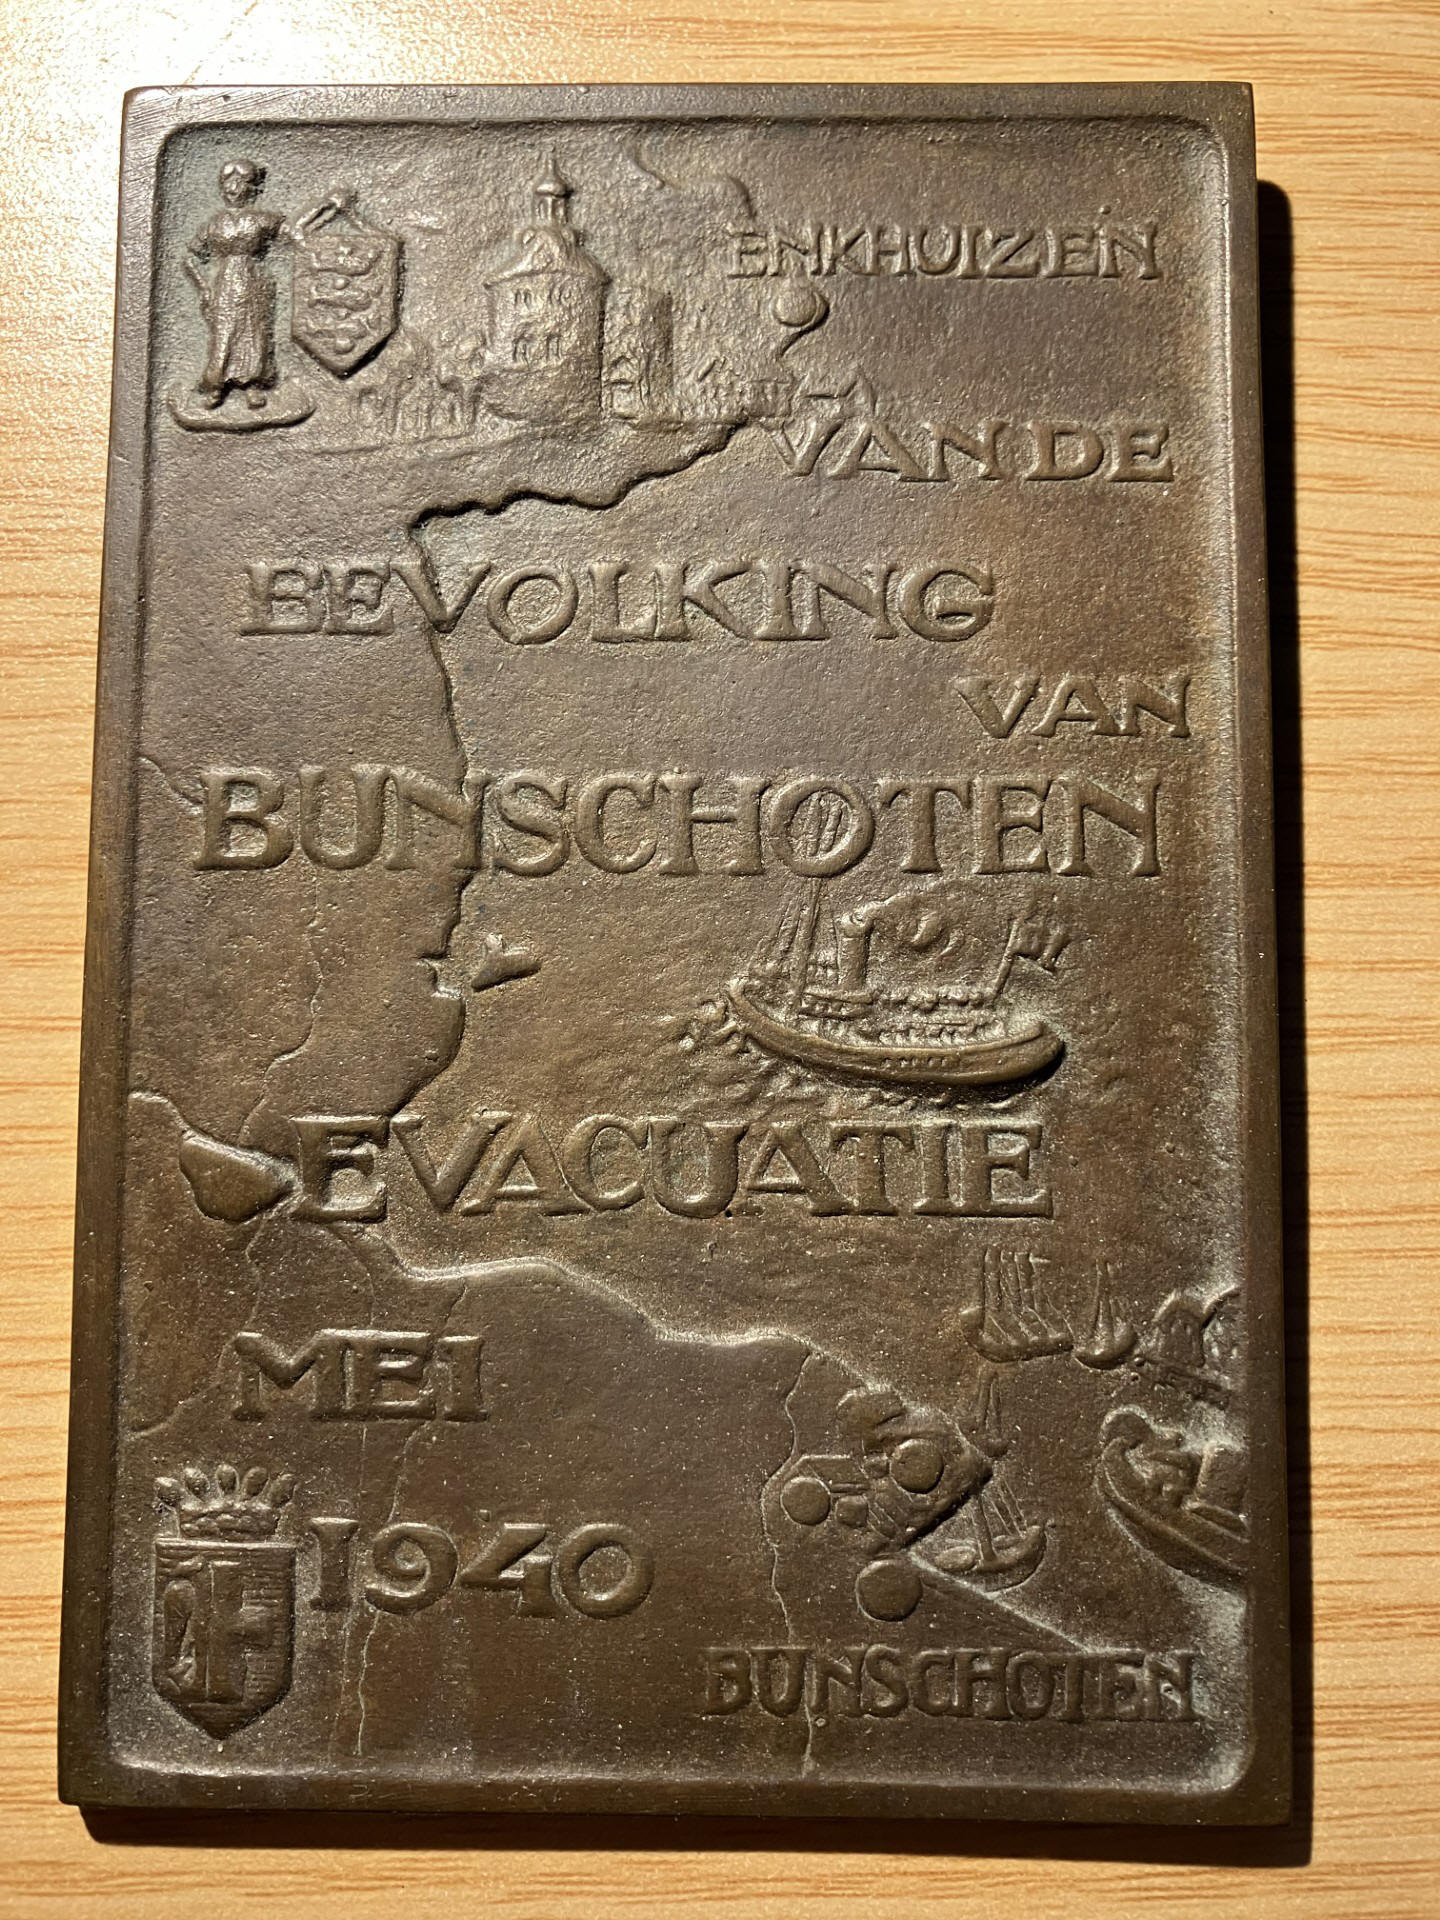 ENKHUIZEN
VAN DE
BEVOLKING
VAN
BUNSCHOTEN
EVACUATIE
MEI
1940
BUNSCHOTEN